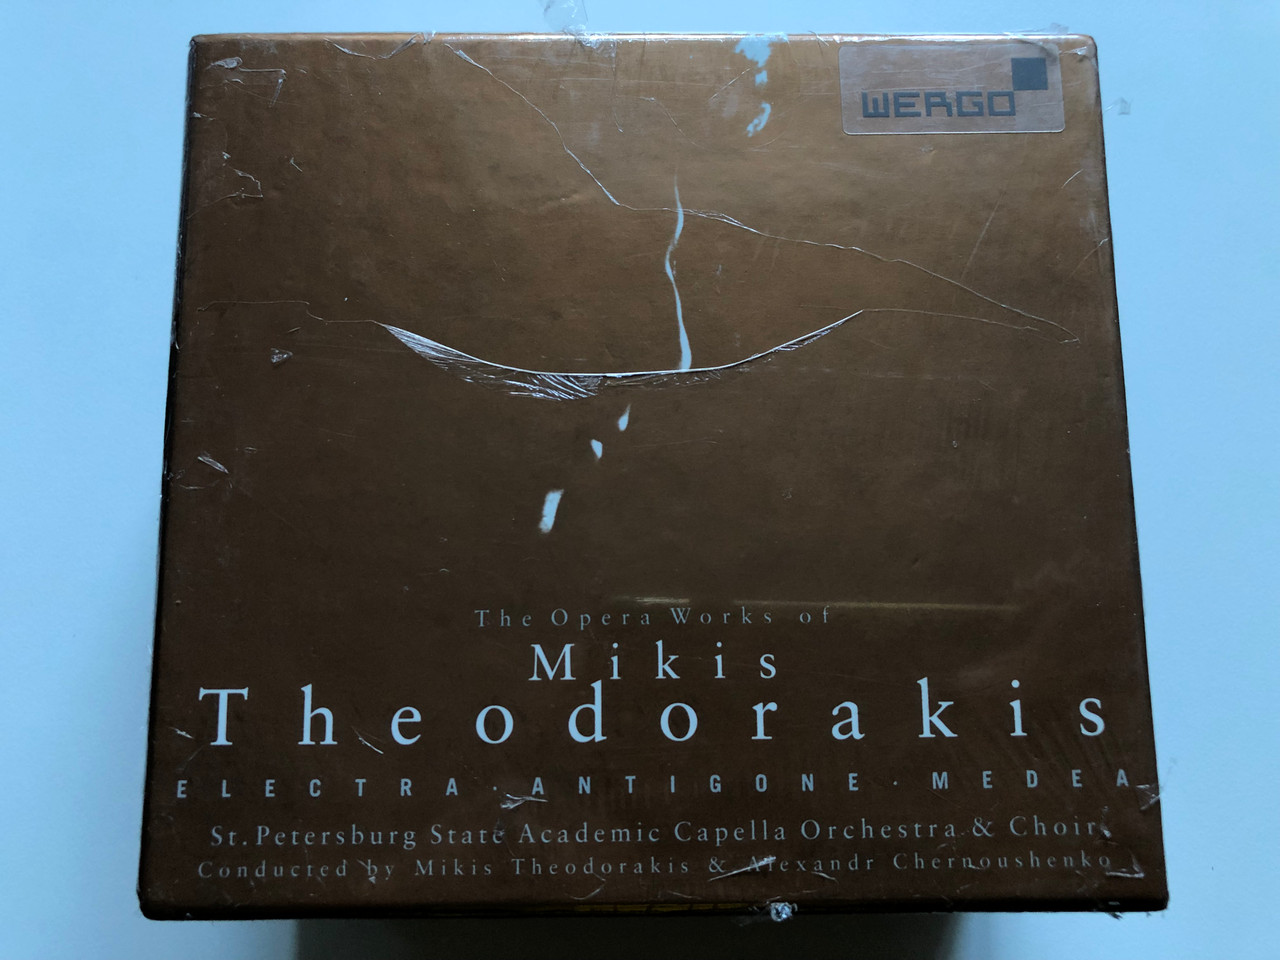 WERGO
The Opera Works of
Mikis
Theodorakis
ELECTRA · ANTIGONE · MEDEA
St. Petersburg State Academic Capella Orchestra & Choir
Conducted by Mikis Theodorakis & Alexandr Chernoushenko